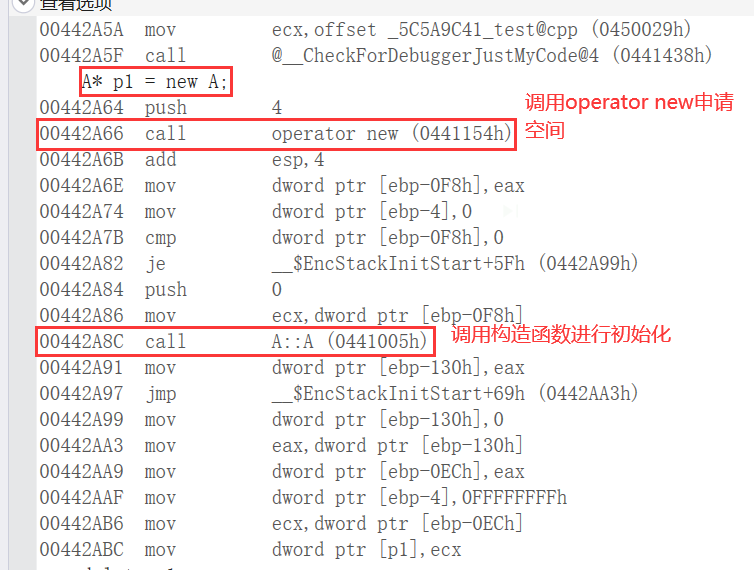 查看选项
00442A5A mov ecx,offset _5C5A9C41_test@cpp (0450029h)
00442A5F call @__CheckForDebuggerJustMyCode@4 (0441438h)
A* p1 = new A;
00442A64 push 4
调用operator new申请
空间
00442A66 call operator new (0441154h)
00442A6B add esp,4
00442A6E mov dword ptr [ebp-0F8h],eax
00442A74 mov dword ptr [ebp-4],0
00442A7B cmp dword ptr [ebp-0F8h],0
00442A82 je __$EncStackInitStart+5Fh (0442A99h)
00442A84 push 0
00442A86 mov ecx,dword ptr [ebp-0F8h]
00442A8C call A::A (0441005h)
调用构造函数进行初始化
00442A91 mov dword ptr [ebp-130h],eax
00442A97 jmp __$EncStackInitStart+69h (0442AA3h)
00442A99 mov dword ptr [ebp-130h],0
00442AA3 mov eax,dword ptr [ebp-130h]
00442AA9 mov dword ptr [ebp-0ECh],eax
00442AAF mov dword ptr [ebp-4],0FFFFFFFFh
00442AB6 mov ecx,dword ptr [ebp-0ECh]
00442ABC mov dword ptr [p1],ecx